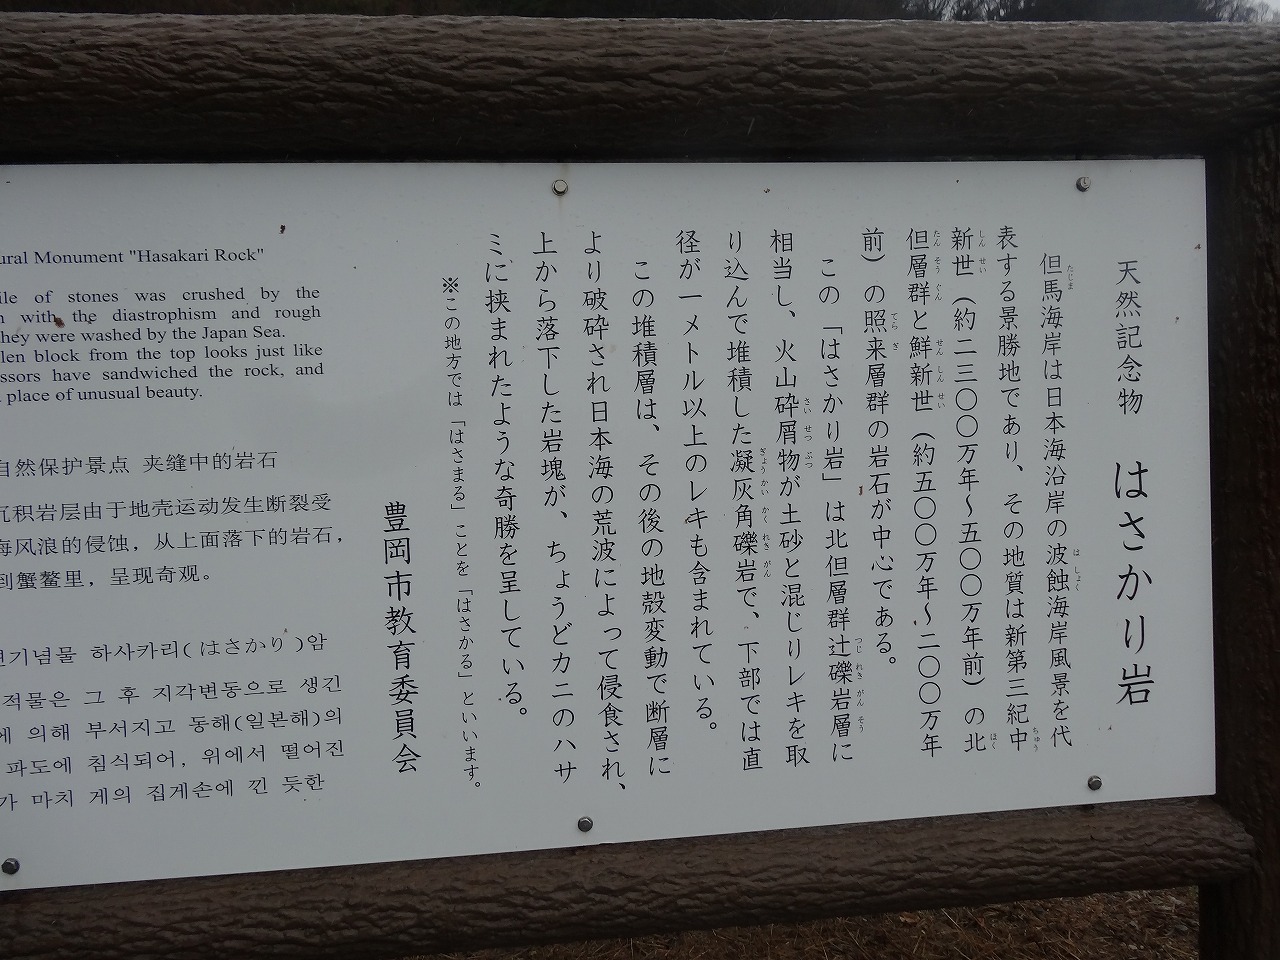 天然記念物 はさかり岩
但馬海岸は日本海沿岸の波蝕海岸風景を代
表する景勝地であり、その地質は新第三紀中
新世（約二三〇〇万年～五〇〇万年前）の北
但層群と鮮新世（約五〇〇万年～二〇〇万年
前）の照来層群の岩石が中心である。
この「はさかり岩」は北但層群辻礫岩層に
相当し、火山砕屑物が土砂と混じりレキを取
り込んで堆積した凝灰角礫岩で、下部では直
径が一メトル以上のレキも含まれている。
この堆積層は、その後の地殻変動で断層に
より破砕され日本海の荒波によって侵食され、
上から落下した岩塊が、ちょうどカニのハサ
ミに挟まれたような奇勝を呈している。
※この地方では「はさまる」ことを「はさかる」といいます。
豊岡市教育委員会
ural Monument "Hasakari Rock"
ile of stones was crushed by the
n with the diastrophism and rough
hey were washed by the Japan Sea.
len block from the top looks just like
ssors have sandwiched the rock, and
place of unusual beauty.
自然保护景点 夹缝中的岩石
沉积岩层由于地壳运动发生断裂受
海风浪的侵蚀，从上面落下的岩石，
到蟹鳌里，呈现奇观。
연기념물 하사카리(はさかり)암
적물은 그 후 지각변동으로 생긴
에 의해 부서지고 동해(일본해)의
파도에 침식되어, 위에서 떨어진
가 마치 게의 집게손에 낀 듯한